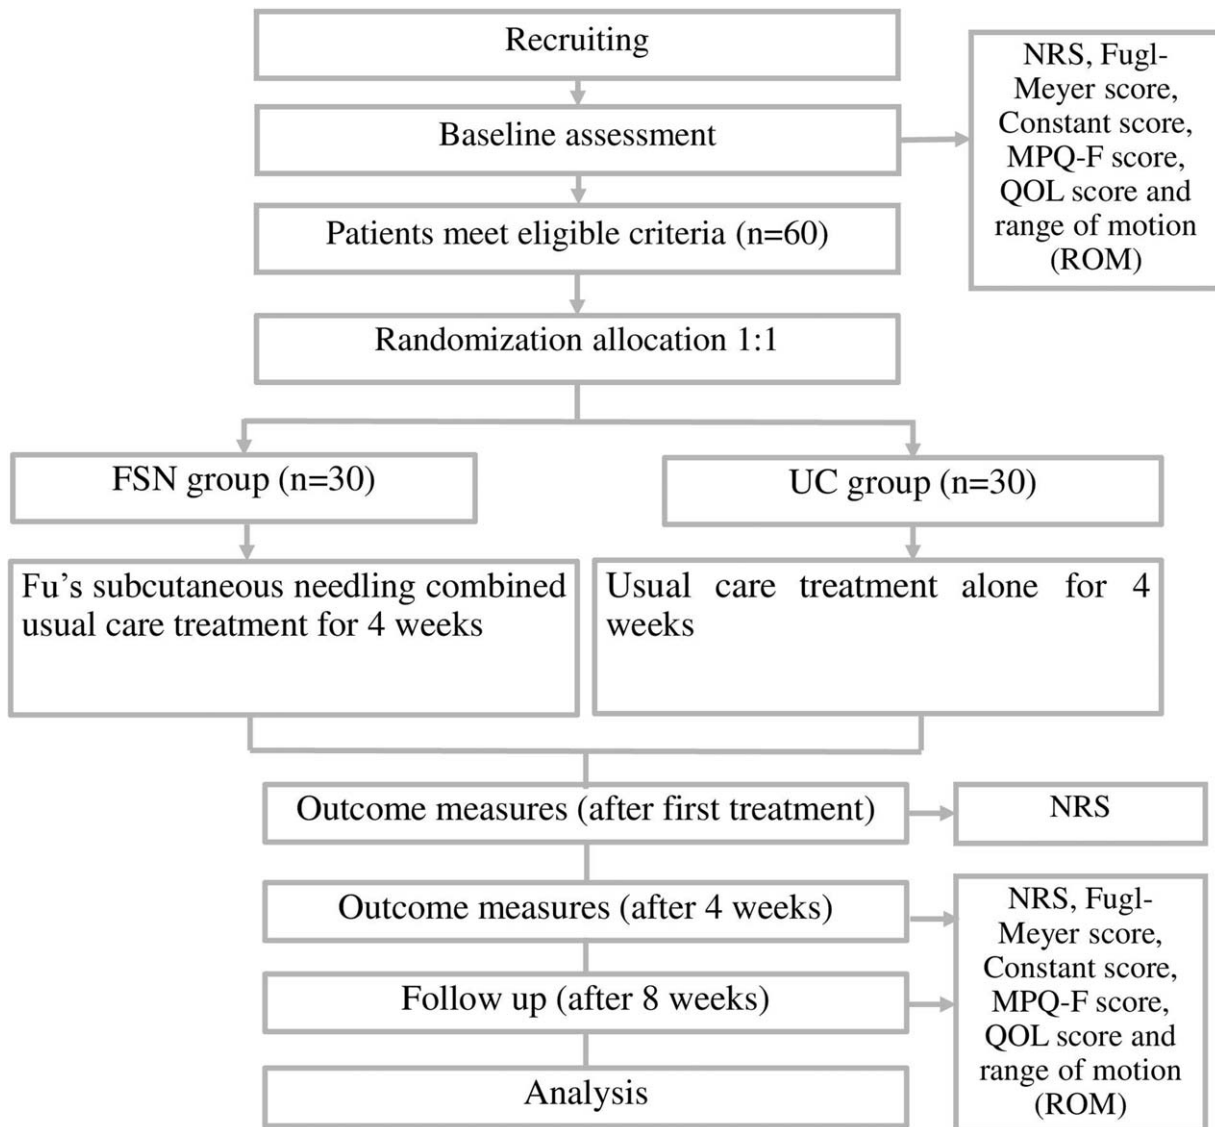 Recruiting
Baseline assessment
NRS, Fugl-
Meyer score,
Constant score,
MPQ-F score,
QOL score and
range of motion
(ROM)
Patients meet eligible criteria (n=60)
Randomization allocation 1:1
FSN group (n=30)
UC group (n=30)
Fu's subcutaneous needling combined
usual care treatment for 4 weeks
Usual care treatment alone for 4
weeks
Outcome measures (after first treatment)
NRS
Outcome measures (after 4 weeks)
Follow up (after 8 weeks)
NRS, Fugl-
Meyer score,
Constant score,
MPQ-F score,
QOL score and
range of motion
(ROM)
Analysis